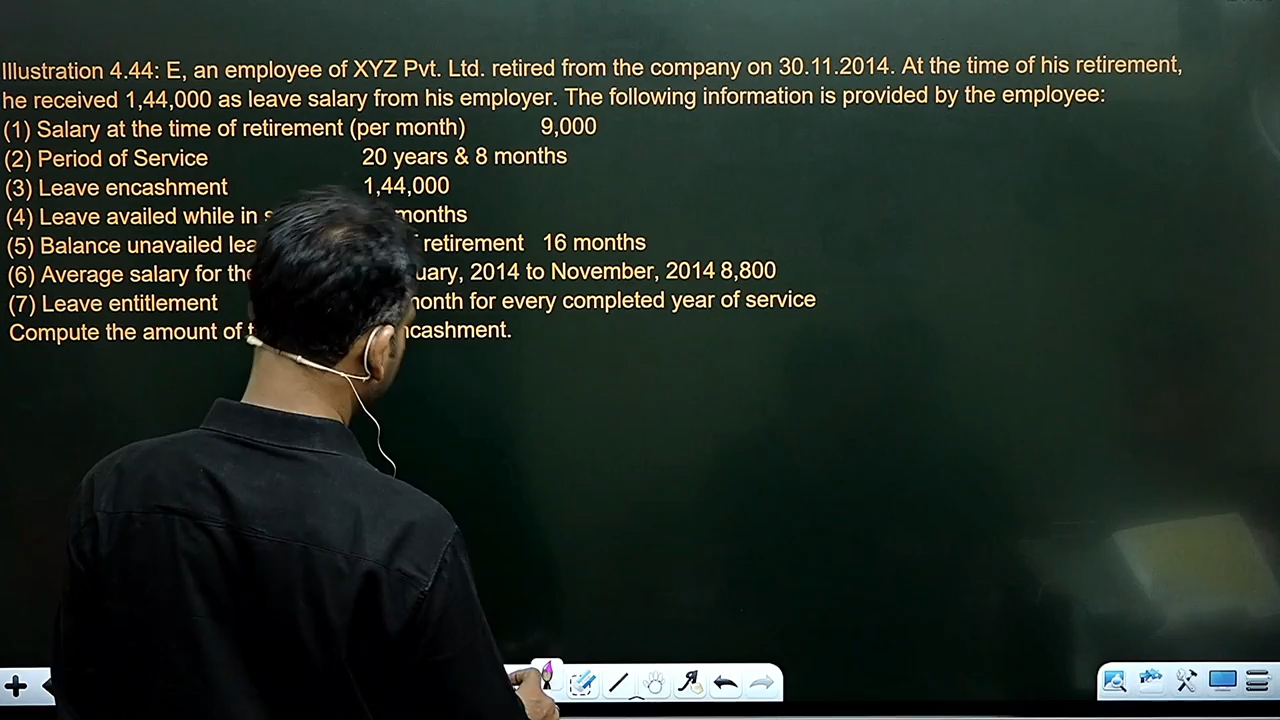 Illustration 4.44: E, an employee of XYZ Pvt. Ltd. retired from the company on 30.11.2014. At the time of his retirement,
he received 1,44,000 as leave salary from his employer. The following information is provided by the employee:
(1) Salary at the time of retirement (per month) 9,000
(2) Period of Service 20 years & 8 months
(3) Leave encashment 1,44,000
(4) Leave availed while in months
(5) Balance unavailed retirement 16 months
(6) Average salary for 2014 to November, 2014 8,800
(7) Leave entitlement for every completed year of service
Compute the amount of